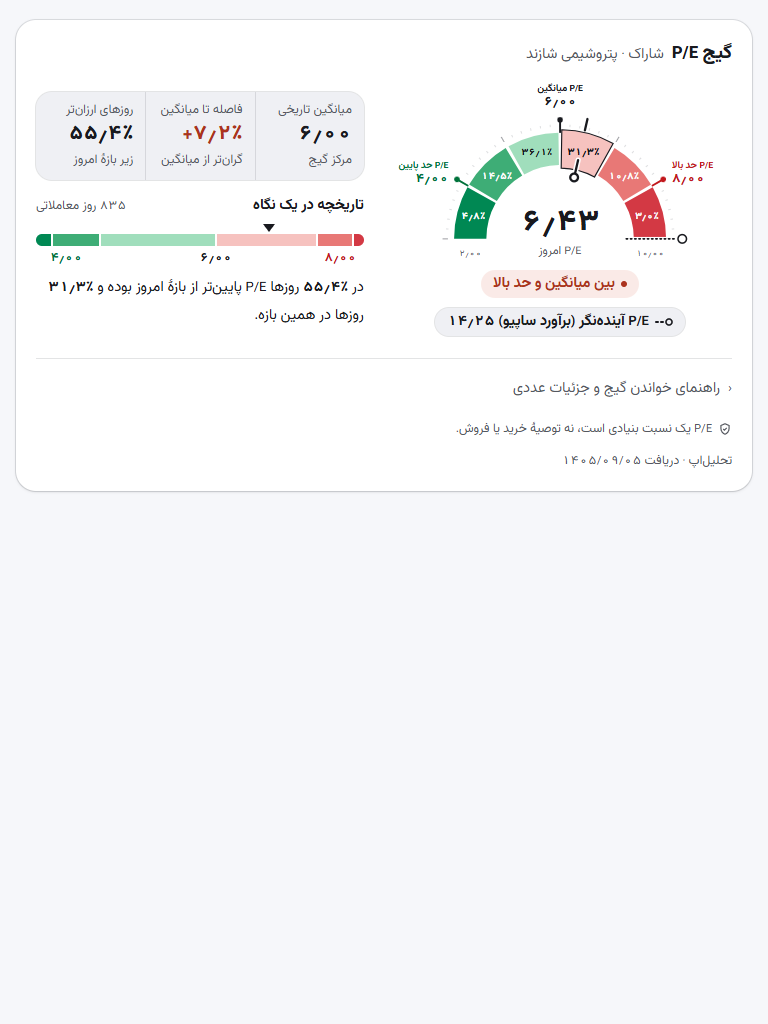 گیج P/E شاراک · پتروشیمی شازند
P/E میانگین
۶٫۰۰
P/E حد بالا
۸٫۰۰
P/E حد پایین
۴٫۰۰
۳٫۰٪
۱۰٫۸٪
۳۱٫۳٪
۳۶٫۱٪
۱۴٫۵٪
۴٫۸٪
۶٫۴۳
P/E امروز
۱۰٫۰۰
۲٫۰۰
بین میانگین و حد بالا
P/E آینده‌نگر (برآورد ساپیو) ۱۴٫۲۵
میانگین تاریخی
۶٫۰۰
مرکز گیج
فاصله تا میانگین
+۷٫۲٪
گران‌تر از میانگین
روزهای ارزان‌تر
۵۵٫۴٪
زیر بازهٔ امروز
تاریخچه در یک نگاه
۸۳۵ روز معاملاتی
۸٫۰۰
۶٫۰۰
۴٫۰۰
در ۵۵٫۴٪ روزها P/E پایین‌تر از بازهٔ امروز بوده و ۳۱٫۳٪
روزها در همین بازه.
‹ راهنمای خواندن گیج و جزئیات عددی
P/E یک نسبت بنیادی است، نه توصیهٔ خرید یا فروش.
تحلیل‌اپ · دریافت ۱۴۰۵/۰۹/۰۵